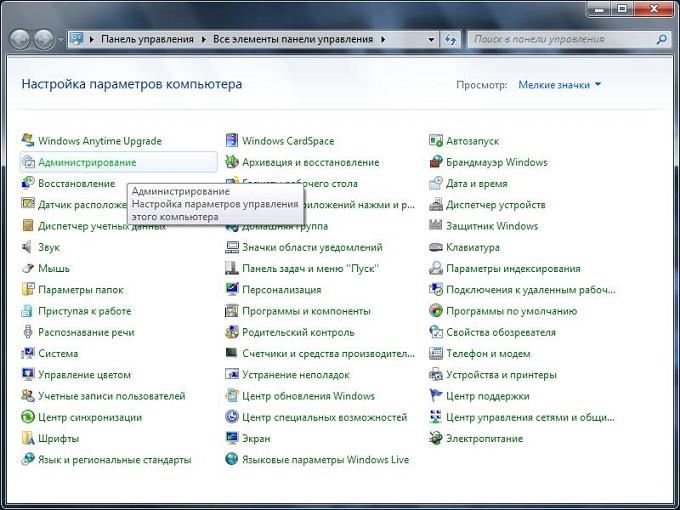 Панель управления Все элементы панели управления Поиск в панели управления
Настройка параметров компьютера Просмотр: Мелкие значки
Windows Anytime Upgrade Windows CardSpace Автозапуск
Администрирование Архивация и восстановление Брандмауэр Windows
Восстановление рабочего стола Дата и время
Датчик нажми и р... Диспетчер устройств
Администрирование
Настройка параметров управления
этого компьютера
Диспетчер учетных данных Домашняя группа Защитник Windows
Звук Значки области уведомлений Клавиатура
Мышь Панель задач и меню "Пуск" Параметры индексирования
Параметры папок Персонализация Подключения к удаленным рабоч...
Приступая к работе Программы и компоненты Программы по умолчанию
Распознавание речи Родительский контроль Свойства обозревателя
Система Счетчики и средства производител... Телефон и модем
Управление цветом Устранение неполадок Устройства и принтеры
Учетные записи пользователей Центр обновления Windows Центр поддержки
Центр синхронизации Центр специальных возможностей Центр управления сетями и общи...
Шрифты Экран Электропитание
Язык и региональные стандарты Языковые параметры Windows Live